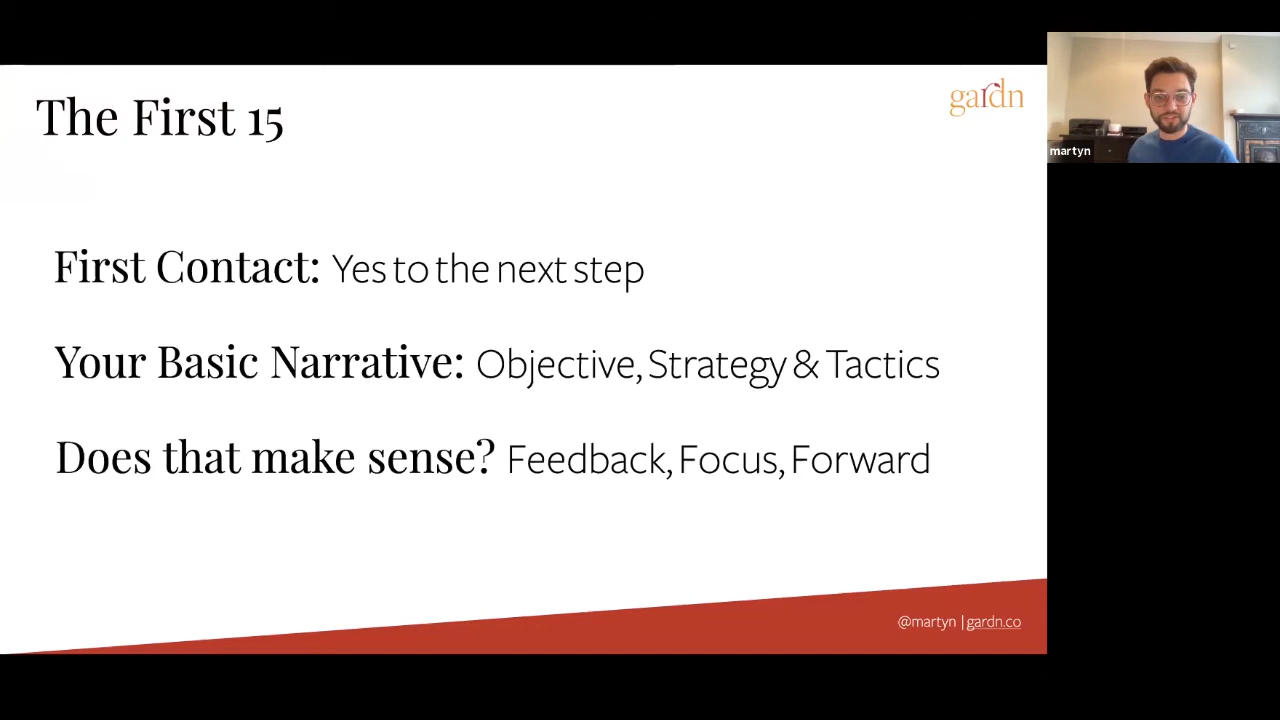 The First 15
gardn
martyn
First Contact: Yes to the next step
Your Basic Narrative: Objective, Strategy & Tactics
Does that make sense? Feedback, Focus, Forward
@martyn | gardn.co